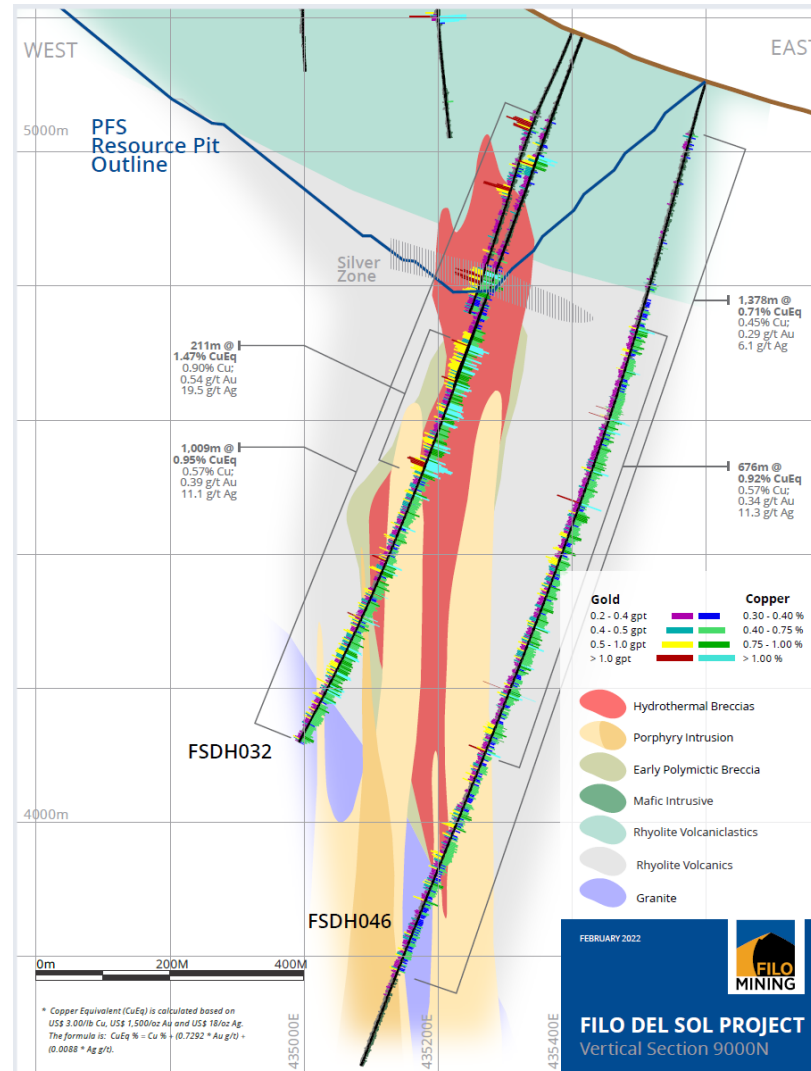 WEST
EAST
5000m
PFS
Resource Pit
Outline
Silver
Zone
1,378m @
0.71% CuEq
0.45% Cu;
0.29 g/t Au
6.1 g/t Ag
211m @
1.47% CuEq
0.90% Cu;
0.54 g/t Au
19.5 g/t Ag
1,009m @
0.95% CuEq
0.57% Cu;
0.39 g/t Au
11.1 g/t Ag
676m @
0.92% CuEq
0.57% Cu;
0.34 g/t Au
11.3 g/t Ag
Gold Copper
0.2 - 0.4 gpt 0.30 - 0.40 %
0.4 - 0.5 gpt 0.40 - 0.75 %
0.5 - 1.0 gpt 0.75 - 1.00 %
> 1.0 gpt > 1.00 %
Hydrothermal Breccias
Porphyry Intrusion
Early Polymictic Breccia
Mafic Intrusive
Rhyolite Volcaniclastics
Rhyolite Volcanics
Granite
FSDH032
4000m
FSDH046
0m 200M 400M
* Copper Equivalent (CuEq) is calculated based on
US$ 3.00/lb Cu, US$ 1,500/oz Au and US$ 18/oz Ag.
The formula is: CuEq % = Cu % + (0.7292 * Au g/t) +
(0.0088 * Ag g/t).
435000E
435200E
435400E
FEBRUARY 2022
FILO
MINING
FILO DEL SOL PROJECT
Vertical Section 9000N